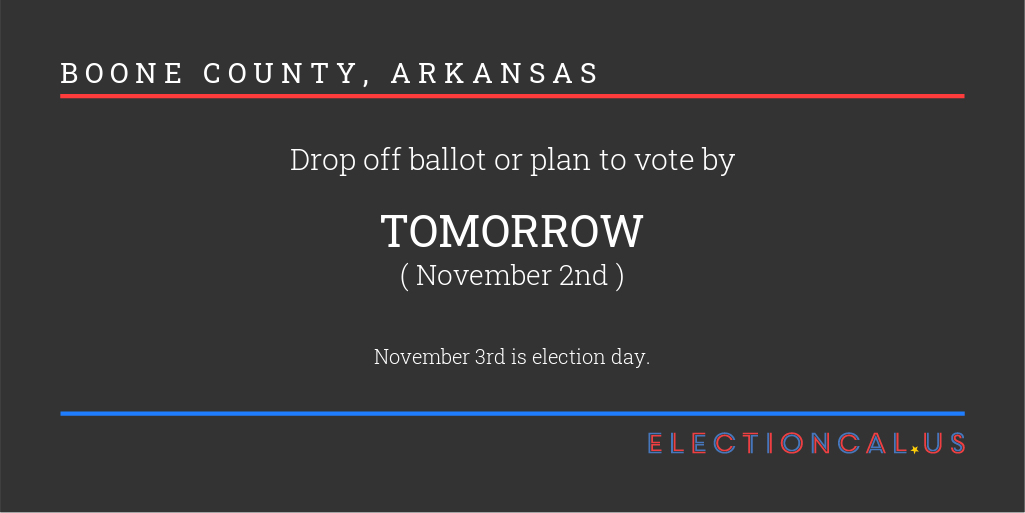 BOONE COUNTY, ARKANSAS
Drop off ballot or plan to vote by
TOMORROW
( November 2nd )
November 3rd is election day.
ELECTIONCAL.US